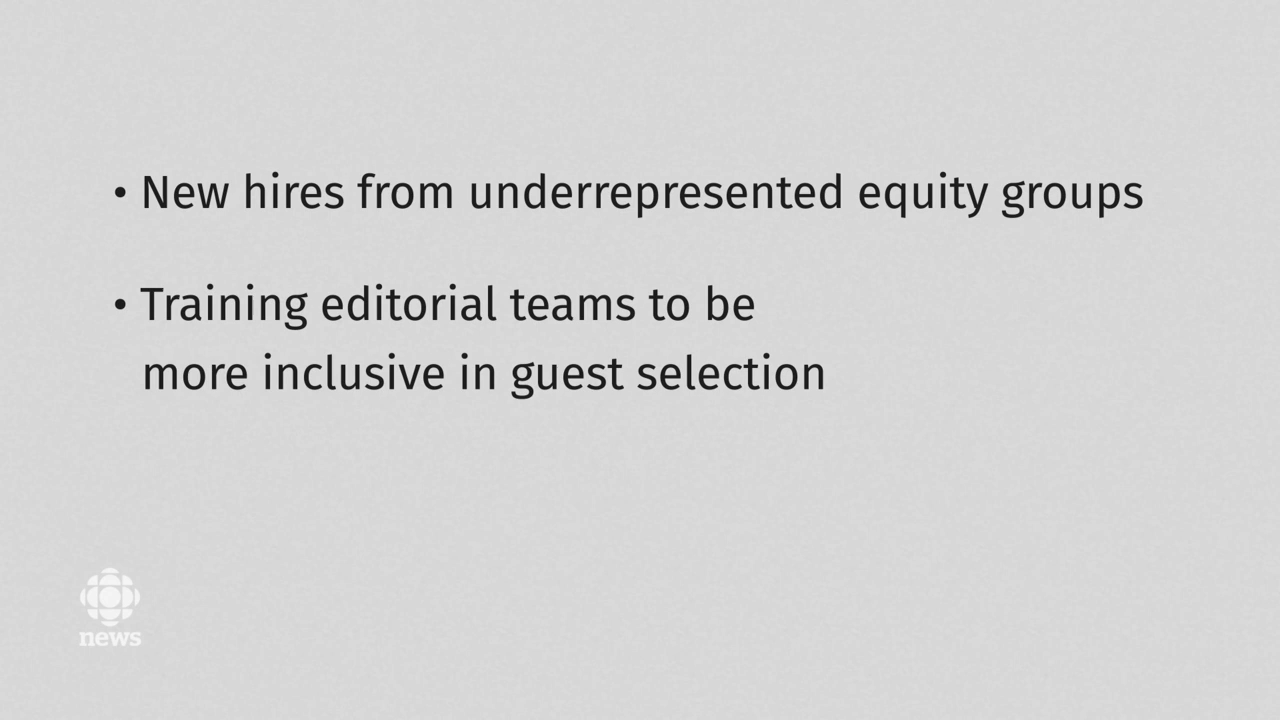 • New hires from underrepresented equity groups
• Training editorial teams to be
more inclusive in guest selection
news